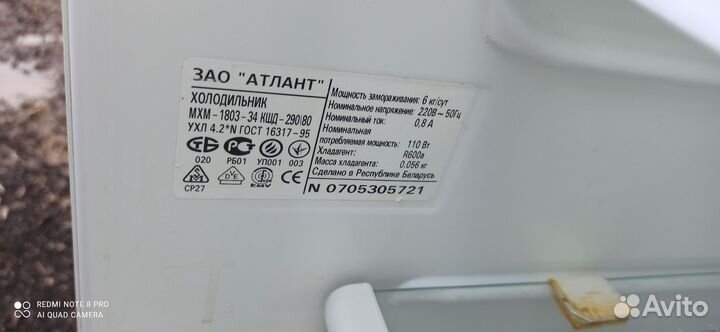 ЗАО "АТЛАНТ"
ХОЛОДИЛЬНИК
МХМ-1803-34 КШД-290|80
УХЛ 4.2*N ГОСТ 16317-95
020 РБ01 УП001 003
СР27
Мощность замораживания: 6 кг/сут
Номинальное напряжение: 220В ~ 50Гц
Номинальный ток: 0,8 А
Номинальная
потребляемая мощность: 110 Вт
Хладагент: R600a
Масса хладагента: 0.056 кг
Сделано в Республике Беларусь
N 0705305721
REDMI NOTE 8 PRO
AI QUAD CAMERA
Avito